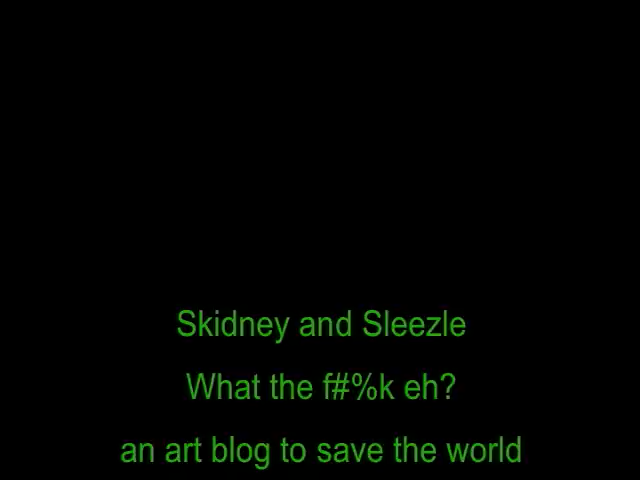 Skidney and Sleezle
What the f#%k eh?
an art blog to save the world